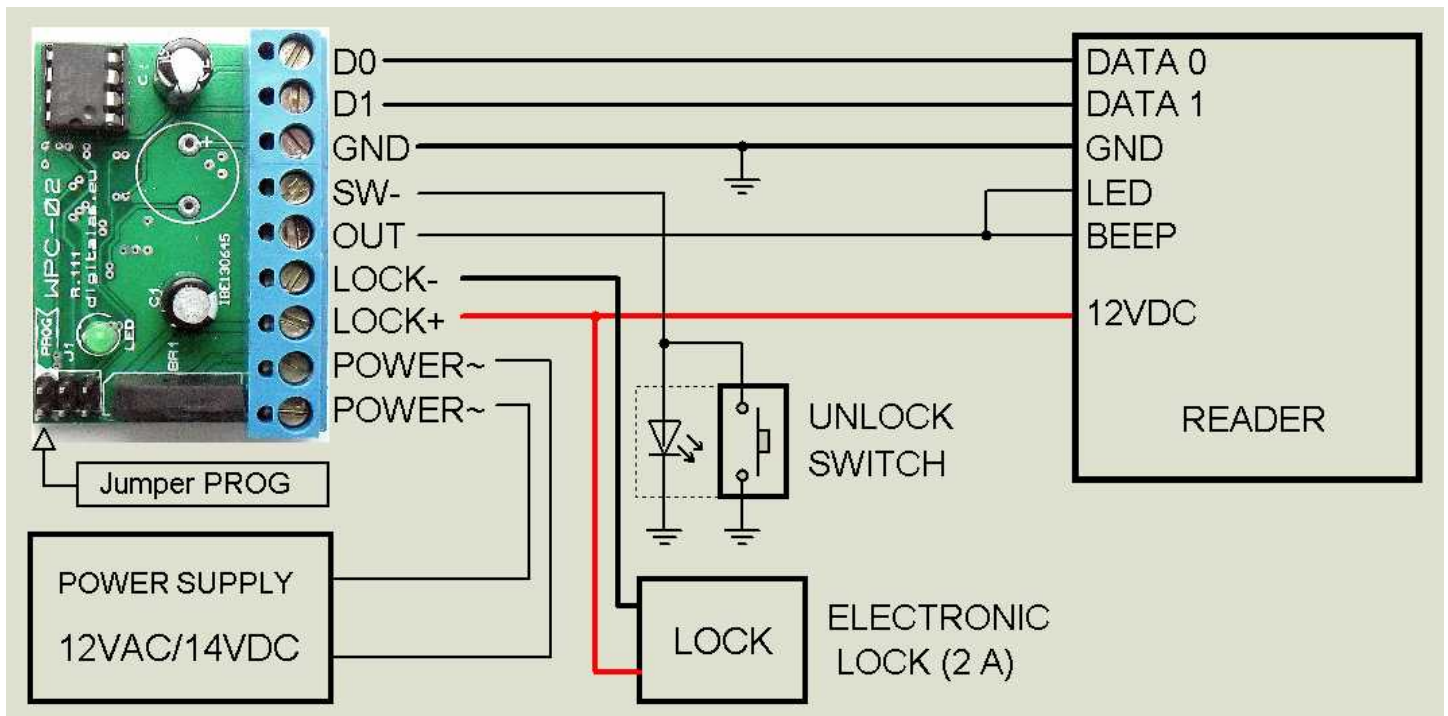 D0
D1
GND
SW-
OUT
LOCK-
LOCK+
POWER~
POWER~
WPC-02
R.111
digitalas.eu
IBE130645
PROG
J1
LED
BR1
C1
Jumper PROG
POWER SUPPLY
12VAC/14VDC
UNLOCK
SWITCH
LOCK
ELECTRONIC
LOCK (2 A)
DATA 0
DATA 1
GND
LED
BEEP
12VDC
READER